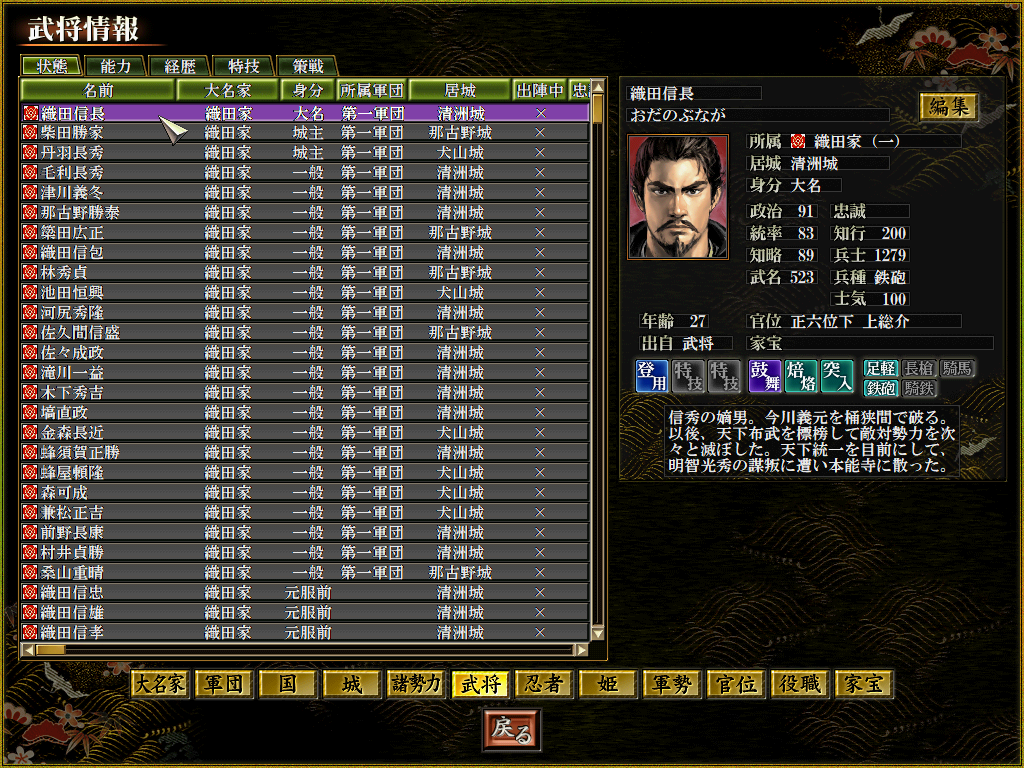 武将情報
状態 能力 経歴 特技 策戦
名前 大名家 身分 所属軍団 居城 出陣中 忠
織田信長 織田家 大名 第一軍団 清洲城 ×
柴田勝家 織田家 城主 第一軍団 那古野城 ×
丹羽長秀 織田家 城主 第一軍団 犬山城 ×
毛利長秀 織田家 一般 第一軍団 清洲城 ×
津川義冬 織田家 一般 第一軍団 清洲城 ×
那古野勝泰 織田家 一般 第一軍団 清洲城 ×
簗田広正 織田家 一般 第一軍団 那古野城 ×
織田信包 織田家 一般 第一軍団 清洲城 ×
林秀貞 織田家 一般 第一軍団 那古野城 ×
池田恒興 織田家 一般 第一軍団 犬山城 ×
河尻秀隆 織田家 一般 第一軍団 清洲城 ×
佐久間信盛 織田家 一般 第一軍団 那古野城 ×
佐々成政 織田家 一般 第一軍団 清洲城 ×
滝川一益 織田家 一般 第一軍団 清洲城 ×
木下秀吉 織田家 一般 第一軍団 清洲城 ×
塙直政 織田家 一般 第一軍団 清洲城 ×
金森長近 織田家 一般 第一軍団 犬山城 ×
蜂須賀正勝 織田家 一般 第一軍団 清洲城 ×
蜂屋頼隆 織田家 一般 第一軍団 犬山城 ×
森可成 織田家 一般 第一軍団 犬山城 ×
兼松正吉 織田家 一般 第一軍団 犬山城 ×
前野長康 織田家 一般 第一軍団 清洲城 ×
村井貞勝 織田家 一般 第一軍団 清洲城 ×
桑山重晴 織田家 一般 第一軍団 那古野城 ×
織田信忠 織田家 元服前 清洲城 ×
織田信雄 織田家 元服前 清洲城 ×
織田信孝 織田家 元服前 清洲城 ×
織田信長
おだのぶなが
編集
所属 織田家（一）
居城 清洲城
身分 大名
政治 91 忠誠
統率 83 知行 200
知略 89 兵士 1279
武名 523 兵種 鉄砲
士気 100
年齢 27 官位 正六位下 上総介
出自 武将 家宝
登用 特技 特技 鼓舞 焙烙 突入
足軽 長槍 騎馬
鉄砲 騎鉄
信秀の嫡男。今川義元を桶狭間で破る。
以後、天下布武を標榜して敵対勢力を次
々と滅ぼした。天下統一を目前にして、
明智光秀の謀叛に遭い本能寺に散った。
大名家 軍団 国 城 諸勢力 武将 忍者 姫 軍勢 官位 役職 家宝
戻る